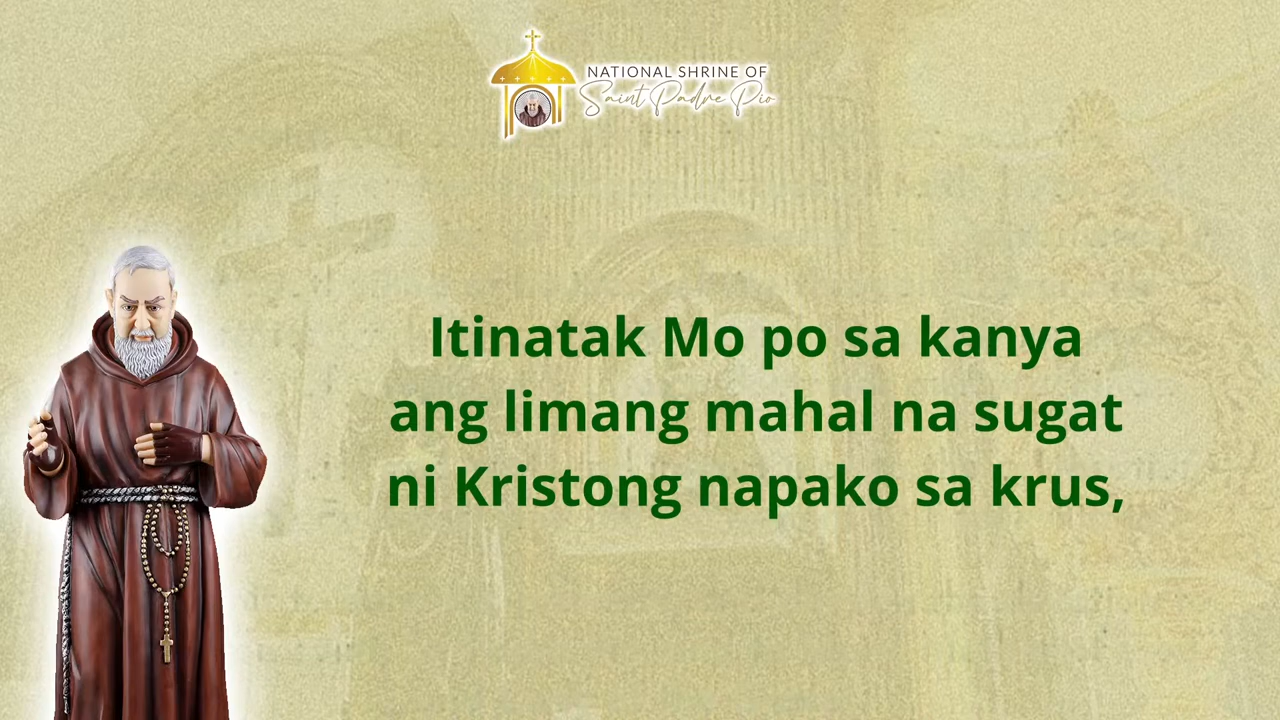 NATIONAL SHRINE OF
Saint Padre Pio
Itinatak Mo po sa kanya
ang limang mahal na sugat
ni Kristong napako sa krus,